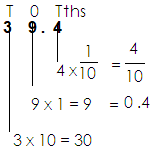 T O Tths
3 9 . 4
4 x 1/10 = 4/10
9 x 1 = 9 = 0.4
3 x 10 = 30